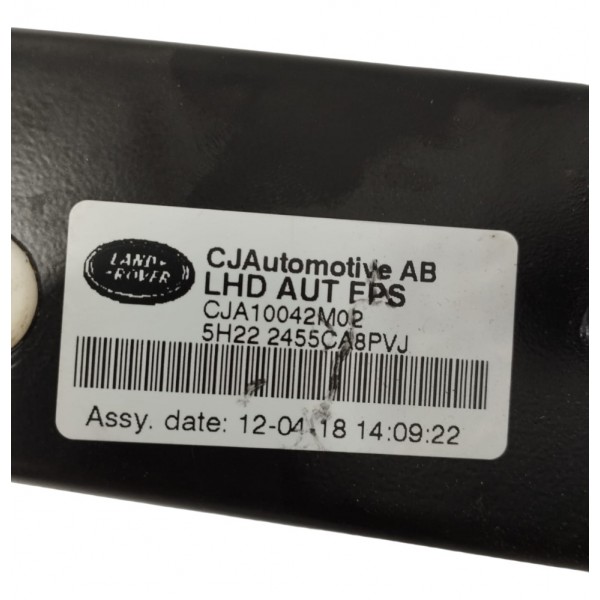 LAND
ROVER
CJAutomotive AB
LHD AUT EPS
CJA10042M02
5H22 2455CA8PVJ
Assy. date: 12-04-18 14:09:22